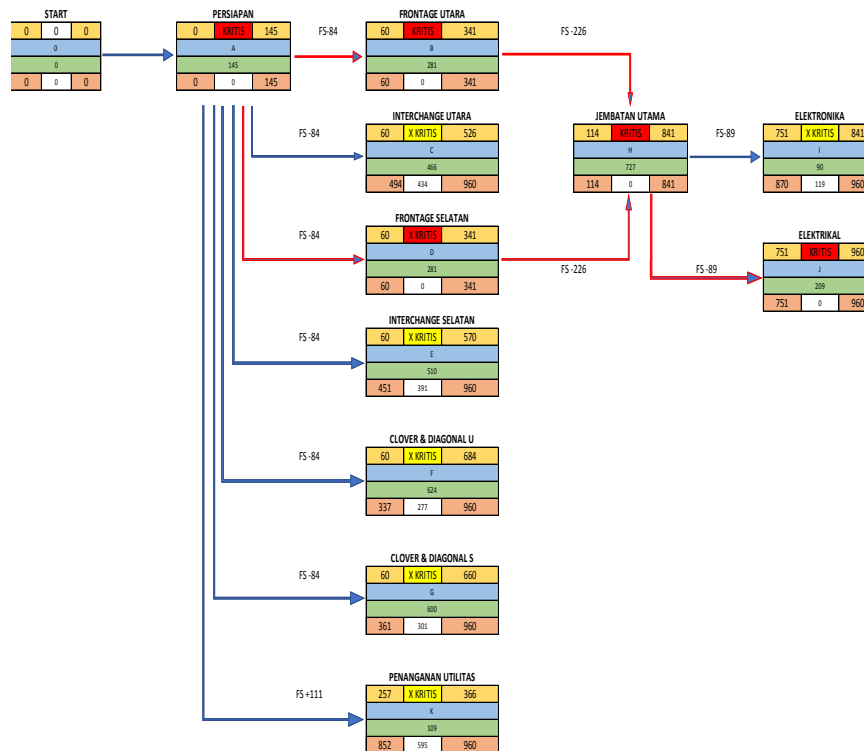 START
0 0 0
0
0
0 0 0
PERSIAPAN
0 KRITIS 145
A
145
0 0 145
FS-84
FRONTAGE UTARA
60 KRITIS 341
B
281
60 0 341
FS -226
FS -84
INTERCHANGE UTARA
60 X KRITIS 526
C
466
494 434 960
JEMBATAN UTAMA
114 KRITIS 841
H
727
114 0 841
FS-89
ELEKTRONIKA
751 X KRITIS 841
I
90
870 119 960
FS -84
FRONTAGE SELATAN
60 X KRITIS 341
D
281
60 0 341
FS -226
FS -89
ELEKTRIKAL
751 KRITIS 960
J
209
751 0 960
FS -84
INTERCHANGE SELATAN
60 X KRITIS 570
E
510
451 391 960
FS -84
CLOVER & DIAGONAL U
60 X KRITIS 684
F
624
337 277 960
FS -84
CLOVER & DIAGONAL S
60 X KRITIS 660
G
600
361 301 960
FS +111
PENANGANAN UTILITAS
257 X KRITIS 366
K
109
852 595 960